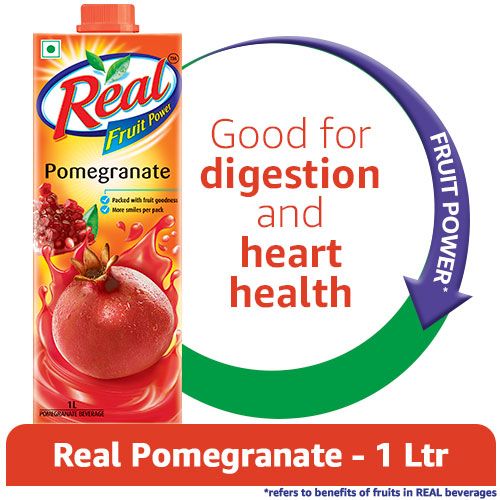 Real
TM
Fruit Power
Pomegranate
Packed with fruit goodness
More smiles per pack
1L
POMEGRANATE BEVERAGE
Good for
digestion
and
heart
health
FRUIT POWER*
Real Pomegranate - 1 Ltr
*refers to benefits of fruits in REAL beverages